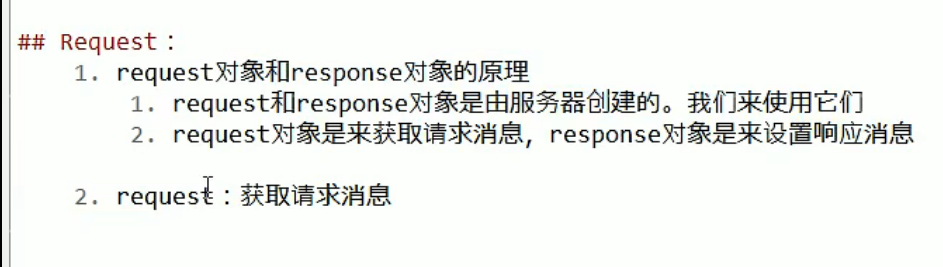 ## Request：
1. request对象和response对象的原理
1. request和response对象是由服务器创建的。我们来使用它们
2. request对象是来获取请求消息，response对象是来设置响应消息
2. request：获取请求消息